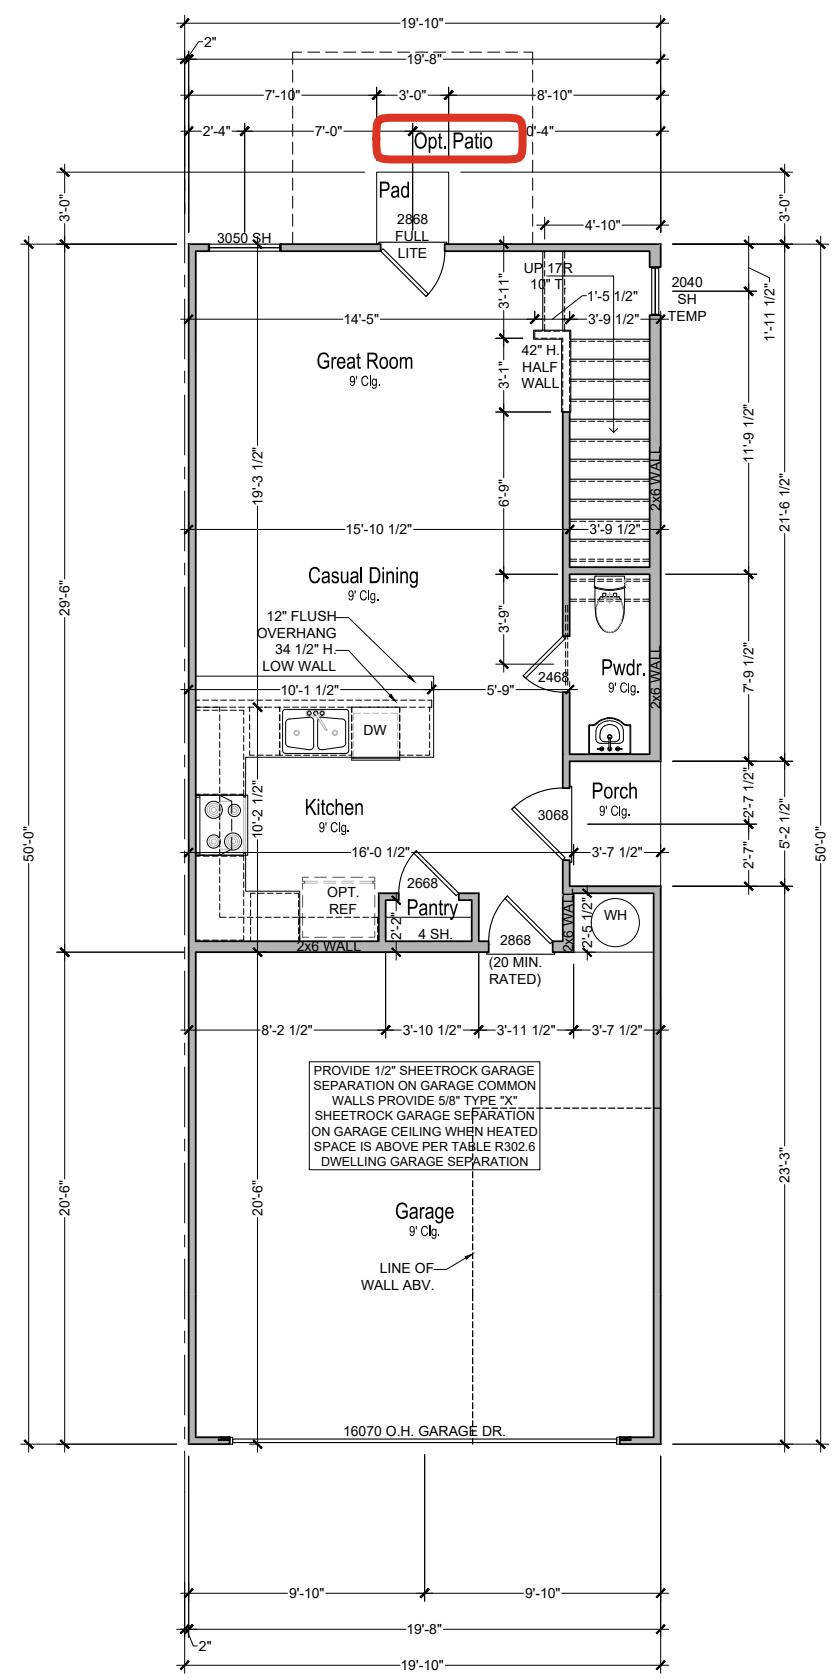 19'-10"
2"
19'-8"
7'-10" 3'-0" 8'-10"
2'-4" 7'-0" 0'-4"
Opt. Patio
3'-0" 3'-0"
Pad
2868
FULL
LITE
4'-10"
3050 SH
UP 17R
10" T.
3'-11"
1'-5 1/2"
2040
SH
TEMP
1'-11 1/2"
14'-5" 3'-9 1/2"
Great Room
9' Clg.
42" H.
HALF
WALL
3'-1"
11'-9 1/2"
19'-3 1/2"
6'-9"
2x6 WALL
21'-6 1/2"
15'-10 1/2" 3'-9 1/2"
Casual Dining
9' Clg.
29'-6"
12" FLUSH
OVERHANG
34 1/2" H.
LOW WALL
3'-9"
2468
Pwdr.
9' Clg.
2x6 WALL
7'-9 1/2"
10'-1 1/2" 5'-9"
DW
Kitchen
9' Clg.
10'-2 1/2"
3068
Porch
9' Clg.
2'-7 1/2"
5'-2 1/2"
50'-0" 50'-0"
16'-0 1/2" 3'-7 1/2"
2'-7"
OPT.
REF
2668
Pantry
4 SH.
2'-2"
2868
(20 MIN.
RATED)
2x6 WALL
2'-5 1/2"
WH
2x6 WALL
8'-2 1/2" 3'-10 1/2" 3'-11 1/2" 3'-7 1/2"
PROVIDE 1/2" SHEETROCK GARAGE
SEPARATION ON GARAGE COMMON
WALLS PROVIDE 5/8" TYPE "X"
SHEETROCK GARAGE SEPARATION
ON GARAGE CEILING WHEN HEATED
SPACE IS ABOVE PER TABLE R302.6
DWELLING GARAGE SEPARATION
20'-6" 20'-6" 23'-3"
Garage
9' Clg.
LINE OF
WALL ABV.
16070 O.H. GARAGE DR.
9'-10" 9'-10"
19'-8"
2"
19'-10"